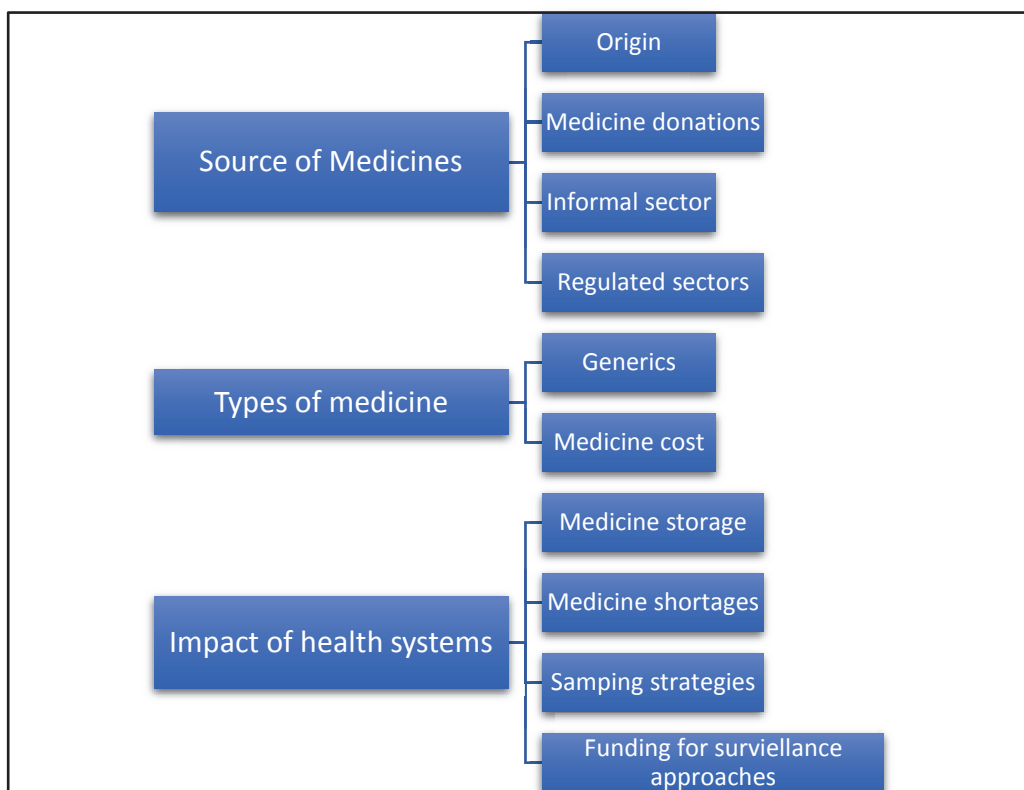 Source of Medicines
Origin
Medicine donations
Informal sector
Regulated sectors
Types of medicine
Generics
Medicine cost
Impact of health systems
Medicine storage
Medicine shortages
Samping strategies
Funding for surviellance
approaches